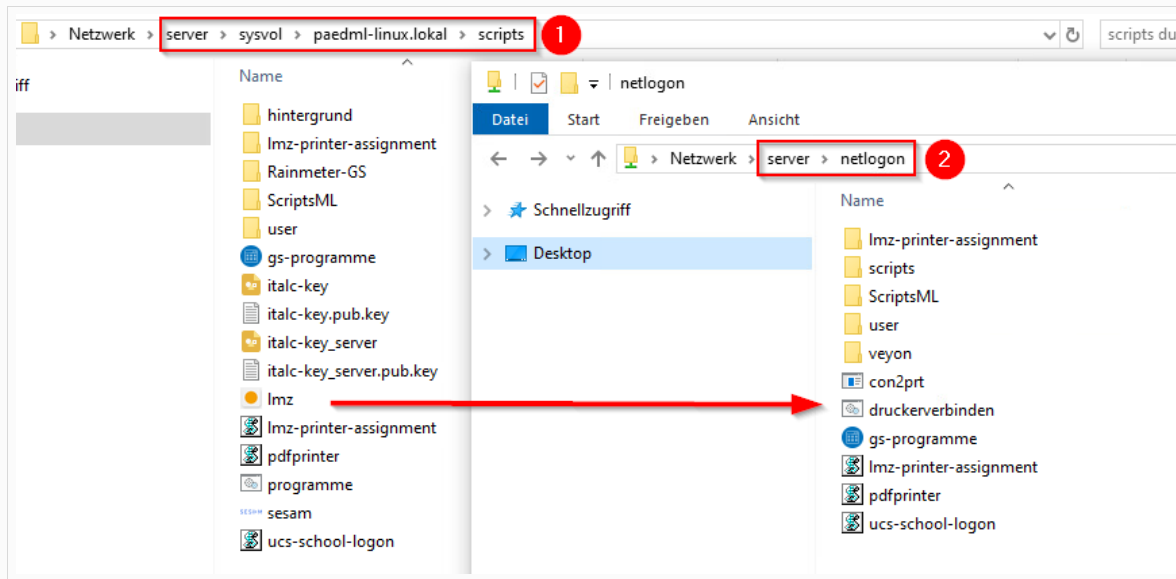 Netzwerk > server > sysvol > paedml-linux.lokal > scripts
1
scripts du
iff
Name
hintergrund
lmz-printer-assignment
Rainmeter-GS
ScriptsML
user
gs-programme
italc-key
italc-key.pub.key
italc-key_server
italc-key_server.pub.key
lmz
lmz-printer-assignment
pdfprinter
programme
sesam
ucs-school-logon
netlogon
Datei Start Freigeben Ansicht
Netzwerk > server > netlogon
2
Schnellzugriff
Desktop
Name
lmz-printer-assignment
scripts
ScriptsML
user
veyon
con2prt
druckerverbinden
gs-programme
lmz-printer-assignment
pdfprinter
ucs-school-logon